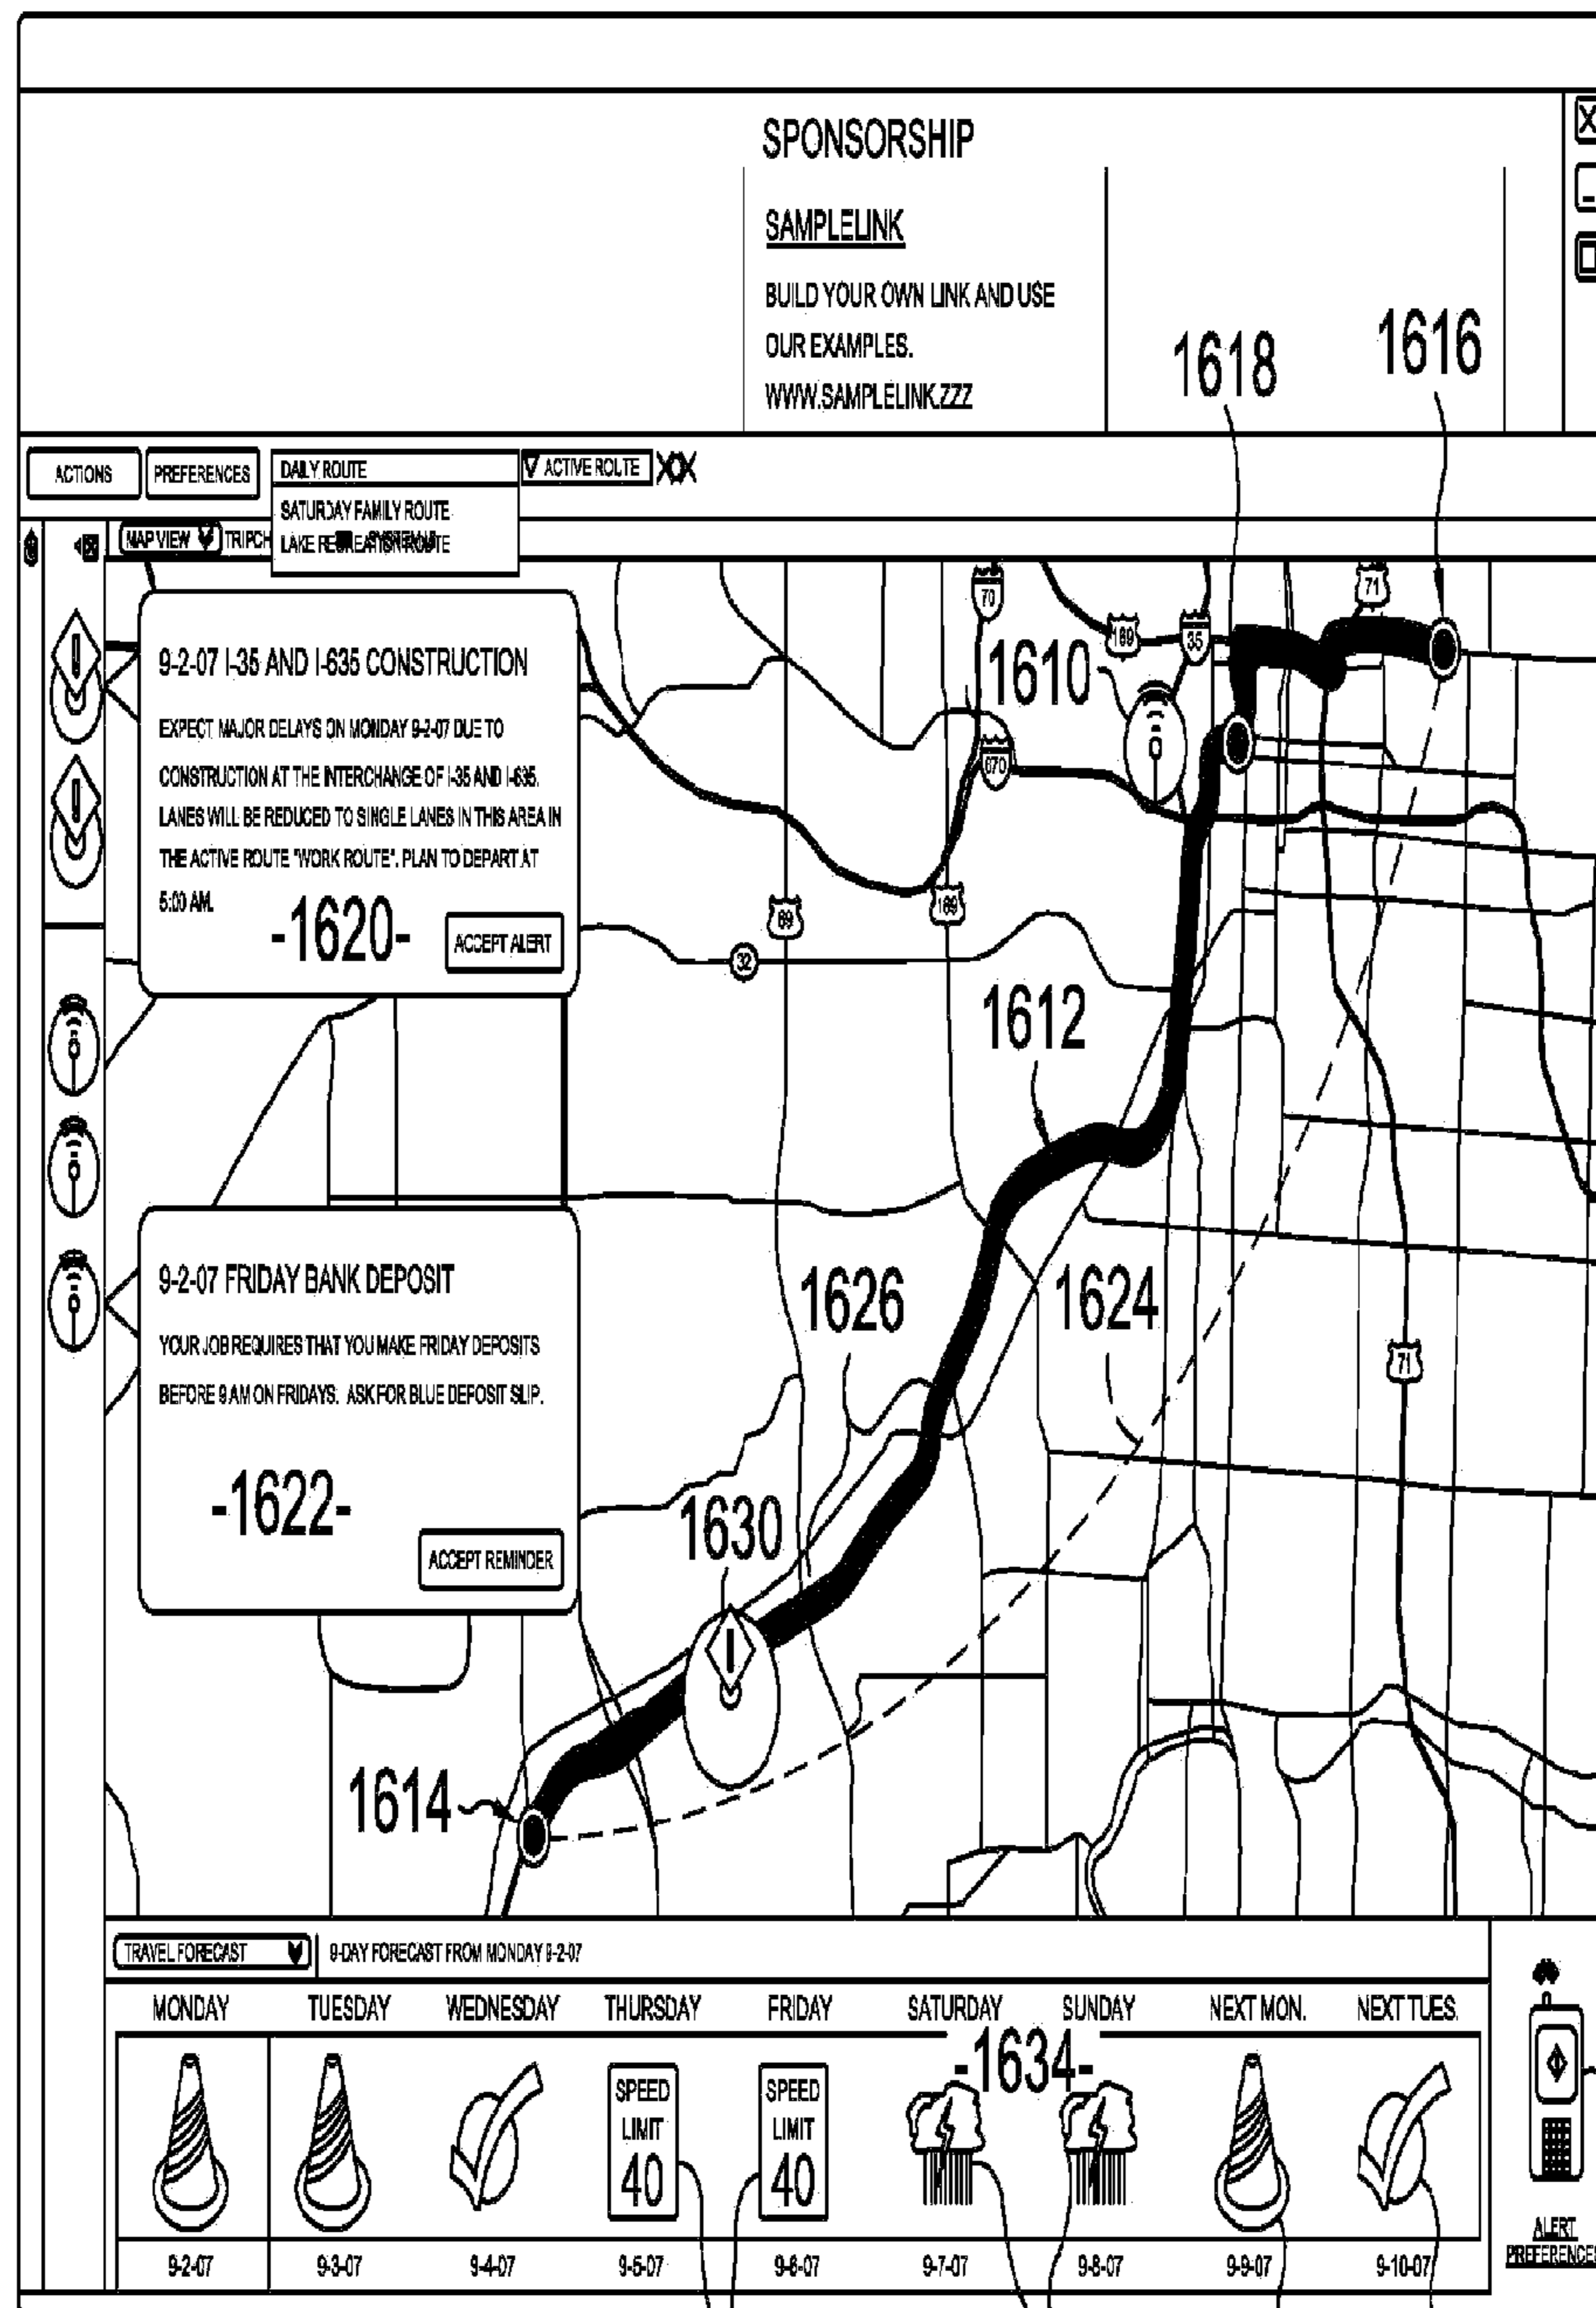 SPONSORSHIP
SAMPLELINK
BUILD YOUR OWN LINK AND USE
OUR EXAMPLES.
WWW.SAMPLELINK.ZZZ
1618
1616
ACTIONS
PREFERENCES
DAILY ROUTE
ACTIVE ROUTE
SATURDAY FAMILY ROUTE
LAKE RECREATION ROUTE
MAP VIEW
TRIPCH
9-2-07 I-35 AND I-635 CONSTRUCTION
EXPECT MAJOR DELAYS ON MONDAY 9-2-07 DUE TO
CONSTRUCTION AT THE INTERCHANGE OF I-35 AND I-635.
LANES WILL BE REDUCED TO SINGLE LANES IN THIS AREA IN
THE ACTIVE ROUTE "WORK ROUTE". PLAN TO DEPART AT
5:00 AM.
-1620-
ACCEPT ALERT
70
1610
169
35
71
670
69
169
32
1612
1626
1624
71
9-2-07 FRIDAY BANK DEPOSIT
YOUR JOB REQUIRES THAT YOU MAKE FRIDAY DEPOSITS
BEFORE 9 AM ON FRIDAYS. ASK FOR BLUE DEPOSIT SLIP.
-1622-
ACCEPT REMINDER
1630
1614
TRAVEL FORECAST
9-DAY FORECAST FROM MONDAY 9-2-07
MONDAY
TUESDAY
WEDNESDAY
THURSDAY
FRIDAY
SATURDAY
SUNDAY
NEXT MON.
NEXT TUES.
-1634-
SPEED
LIMIT
40
SPEED
LIMIT
40
9-2-07
9-3-07
9-4-07
9-5-07
9-6-07
9-7-07
9-8-07
9-9-07
9-10-07
ALERT
PREFERENCES